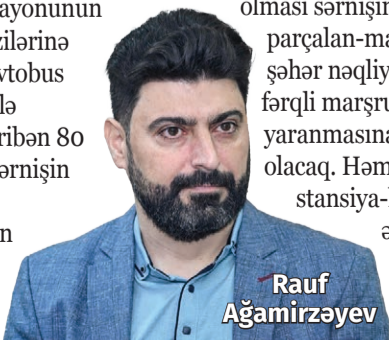 ayonunun
zilərinə
vtobus
lə
ribən 80
ərnişin
n
olması sərnişin
parçalan-ma
şəhər nəqliy
fərqli marşru
yaranmasına
olacaq. Həm
stansiya-
ə
Rauf
Ağamirzəyev